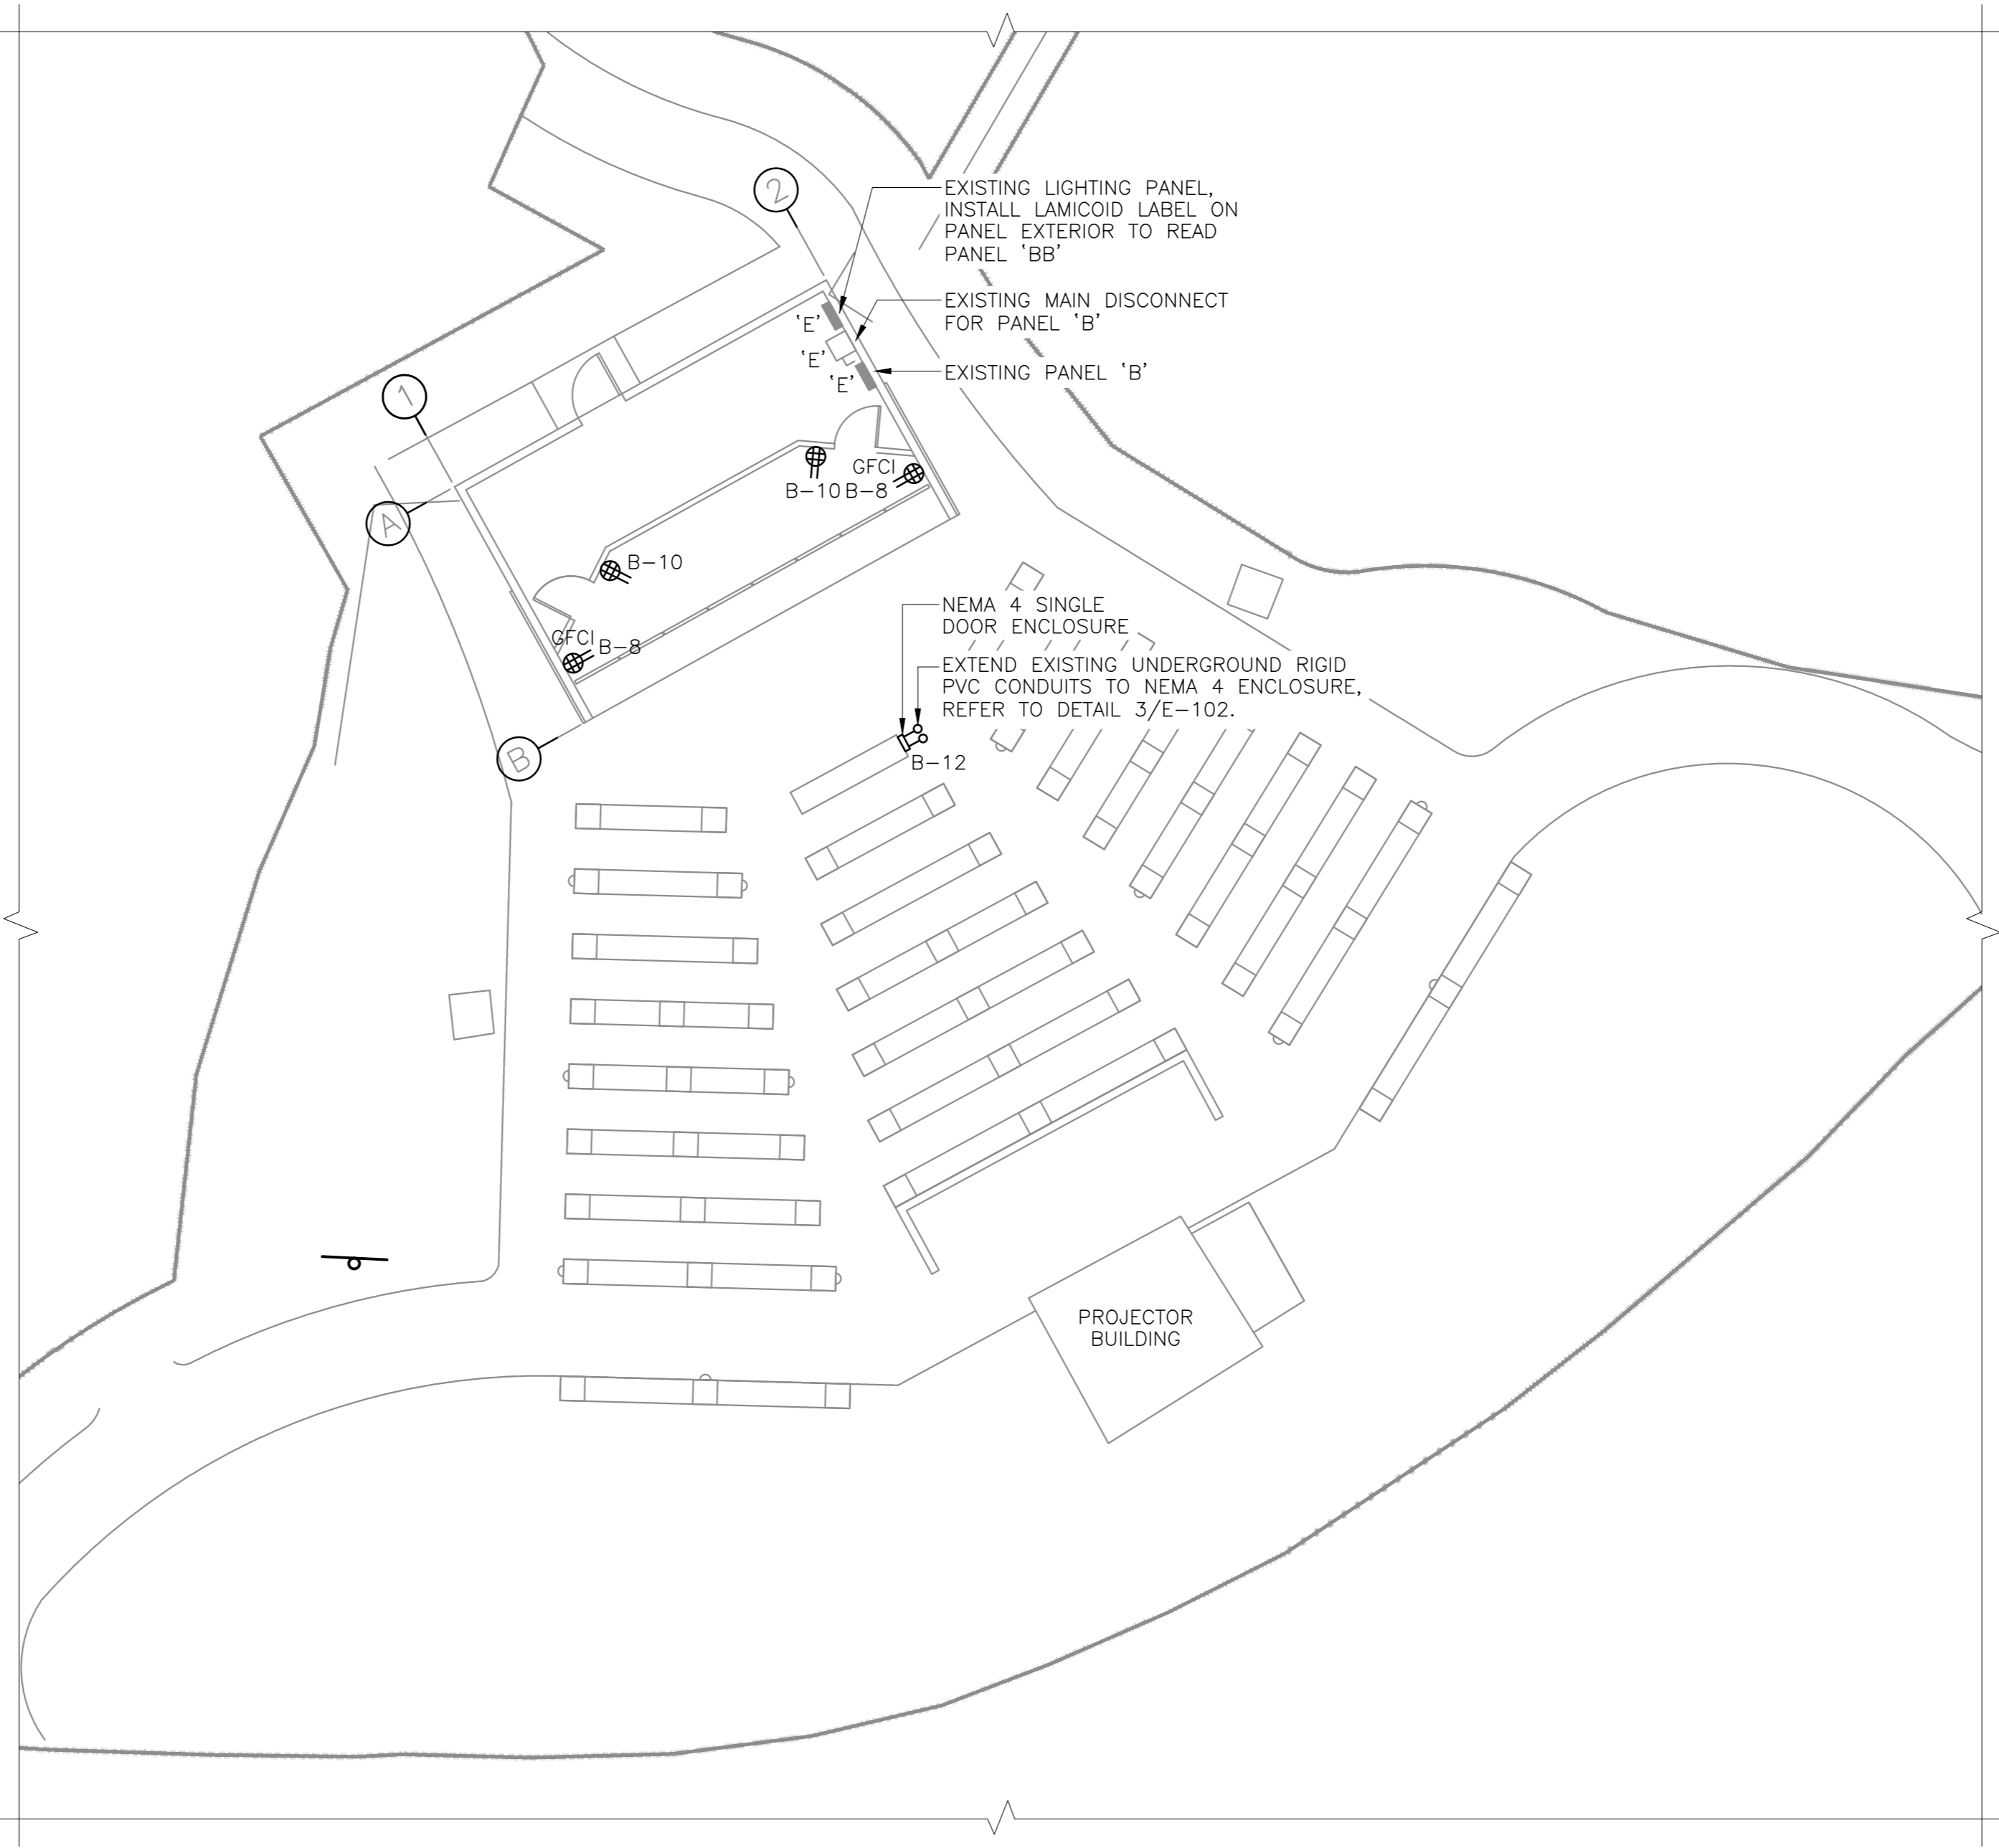 2
EXISTING LIGHTING PANEL,
INSTALL LAMICOID LABEL ON
PANEL EXTERIOR TO READ
PANEL 'BB'
EXISTING MAIN DISCONNECT
FOR PANEL 'B'
EXISTING PANEL 'B'
'E'
'E'
'E'
1
A
GFCI
B-10
B-8
B-10
GFCI
B-8
B
NEMA 4 SINGLE
DOOR ENCLOSURE
EXTEND EXISTING UNDERGROUND RIGID
PVC CONDUITS TO NEMA 4 ENCLOSURE,
REFER TO DETAIL 3/E-102.
B-12
PROJECTOR
BUILDING